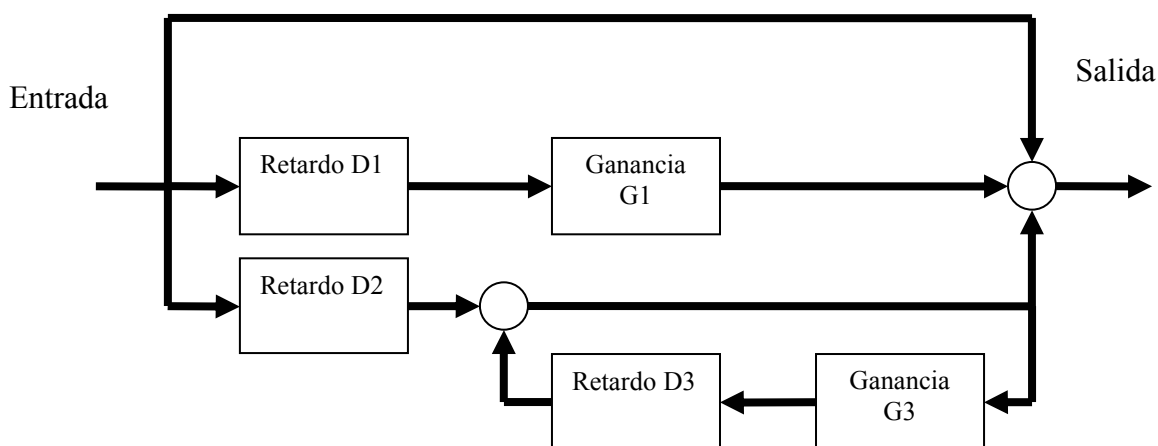 Entrada
Salida
Retardo D1
Ganancia
G1
Retardo D2
Retardo D3
Ganancia
G3